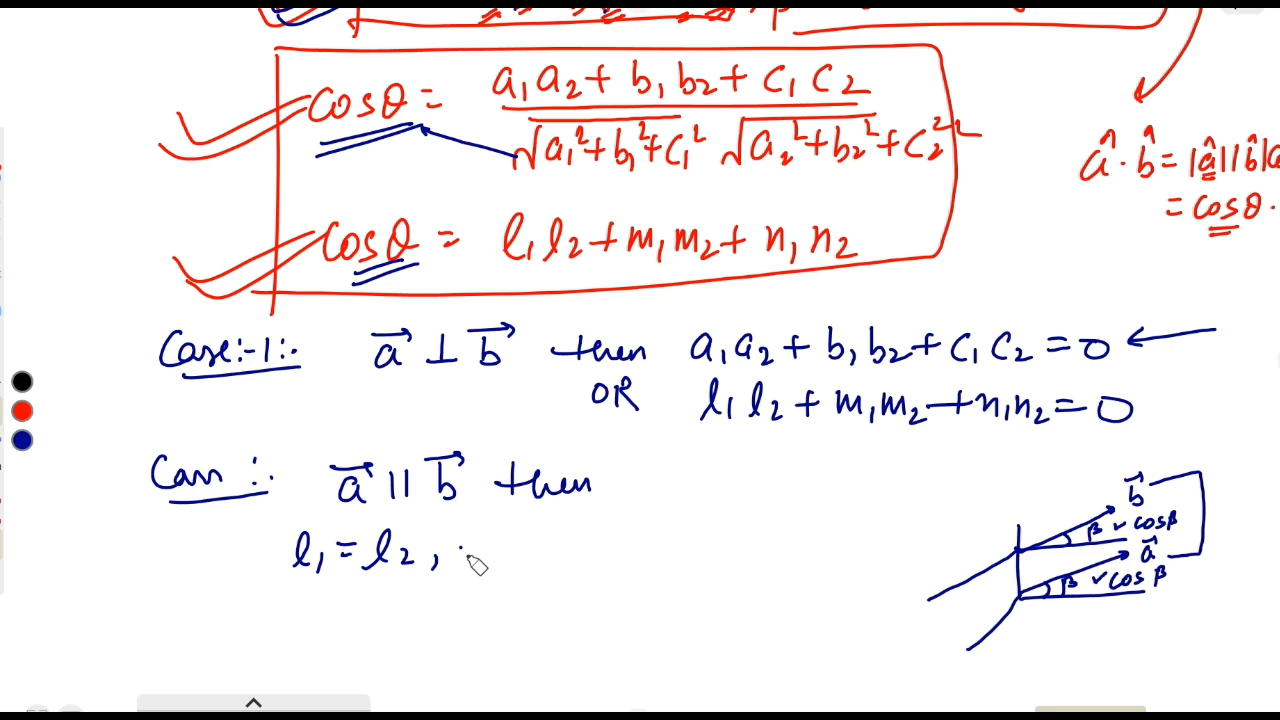 cosθ = a₁a₂ + b₁b₂ + c₁c₂ / √a₁² + b₁² + c₁² √a₂² + b₂² + c₂² ²
â · b̂ = |â||b̂|
= cosθ ·
cosθ = l₁l₂ + m₁m₂ + n₁n₂
Case:-1:- a⃗ ⊥ b⃗ then a₁a₂ + b₁b₂ + c₁c₂ = 0
OR l₁l₂ + m₁m₂ + n₁n₂ = 0
:. a⃗ || b⃗ then
l₁ = l₂ ,
b⃗
β cosβ
a⃗
β cosβ